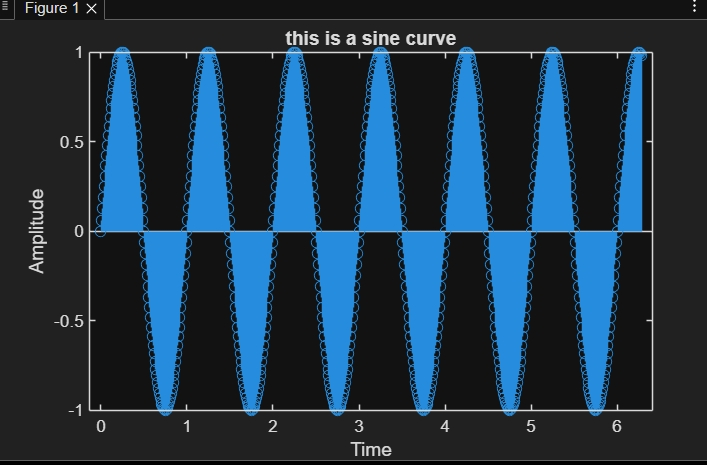 Figure 1
this is a sine curve
1
0.5
0
-0.5
-1
Amplitude
0 1 2 3 4 5 6
Time